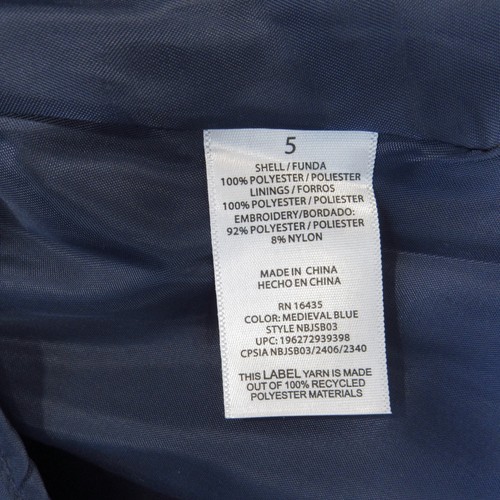 5
SHELL / FUNDA
100% POLYESTER / POLIESTER
LININGS / FORROS
100% POLYESTER / POLIESTER
EMBROIDERY/BORDADO:
92% POLYESTER / POLIESTER
8% NYLON
MADE IN CHINA
HECHO EN CHINA
RN 16435
COLOR: MEDIEVAL BLUE
STYLE NBJSB03
UPC: 196272939398
CPSIA NBJSB03/2406/2340
THIS LABEL YARN IS MADE
OUT OF 100% RECYCLED
POLYESTER MATERIALS